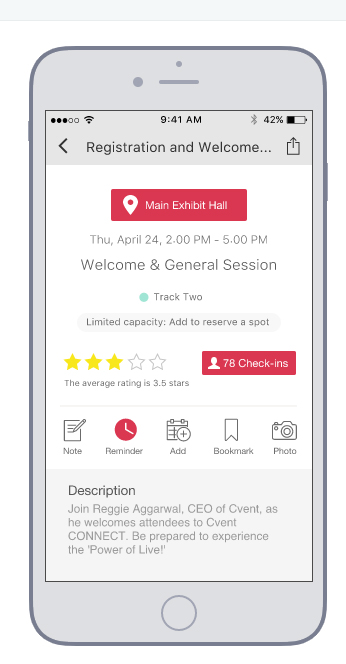 9:41 AM
42%
Registration and Welcome...
Main Exhibit Hall
Thu, April 24, 2:00 PM - 5:00 PM
Welcome & General Session
Track Two
Limited capacity: Add to reserve a spot
78 Check-ins
The average rating is 3.5 stars
Note
Reminder
Add
Bookmark
Photo
Description
Join Reggie Aggarwal, CEO of Cvent, as
he welcomes attendees to Cvent
CONNECT. Be prepared to experience
the 'Power of Live!'